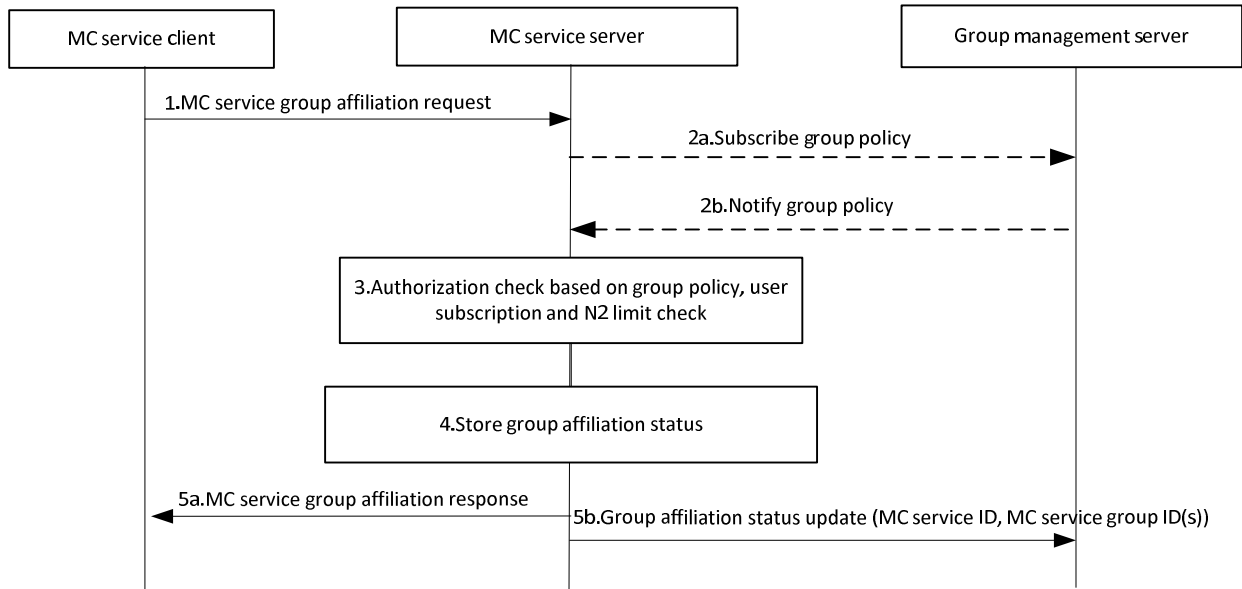 MC service client
MC service server
Group management server
1.MC service group affiliation request
2a.Subscribe group policy
2b.Notify group policy
3.Authorization check based on group policy, user
subscription and N2 limit check
4.Store group affiliation status
5a.MC service group affiliation response
5b.Group affiliation status update (MC service ID, MC service group ID(s))